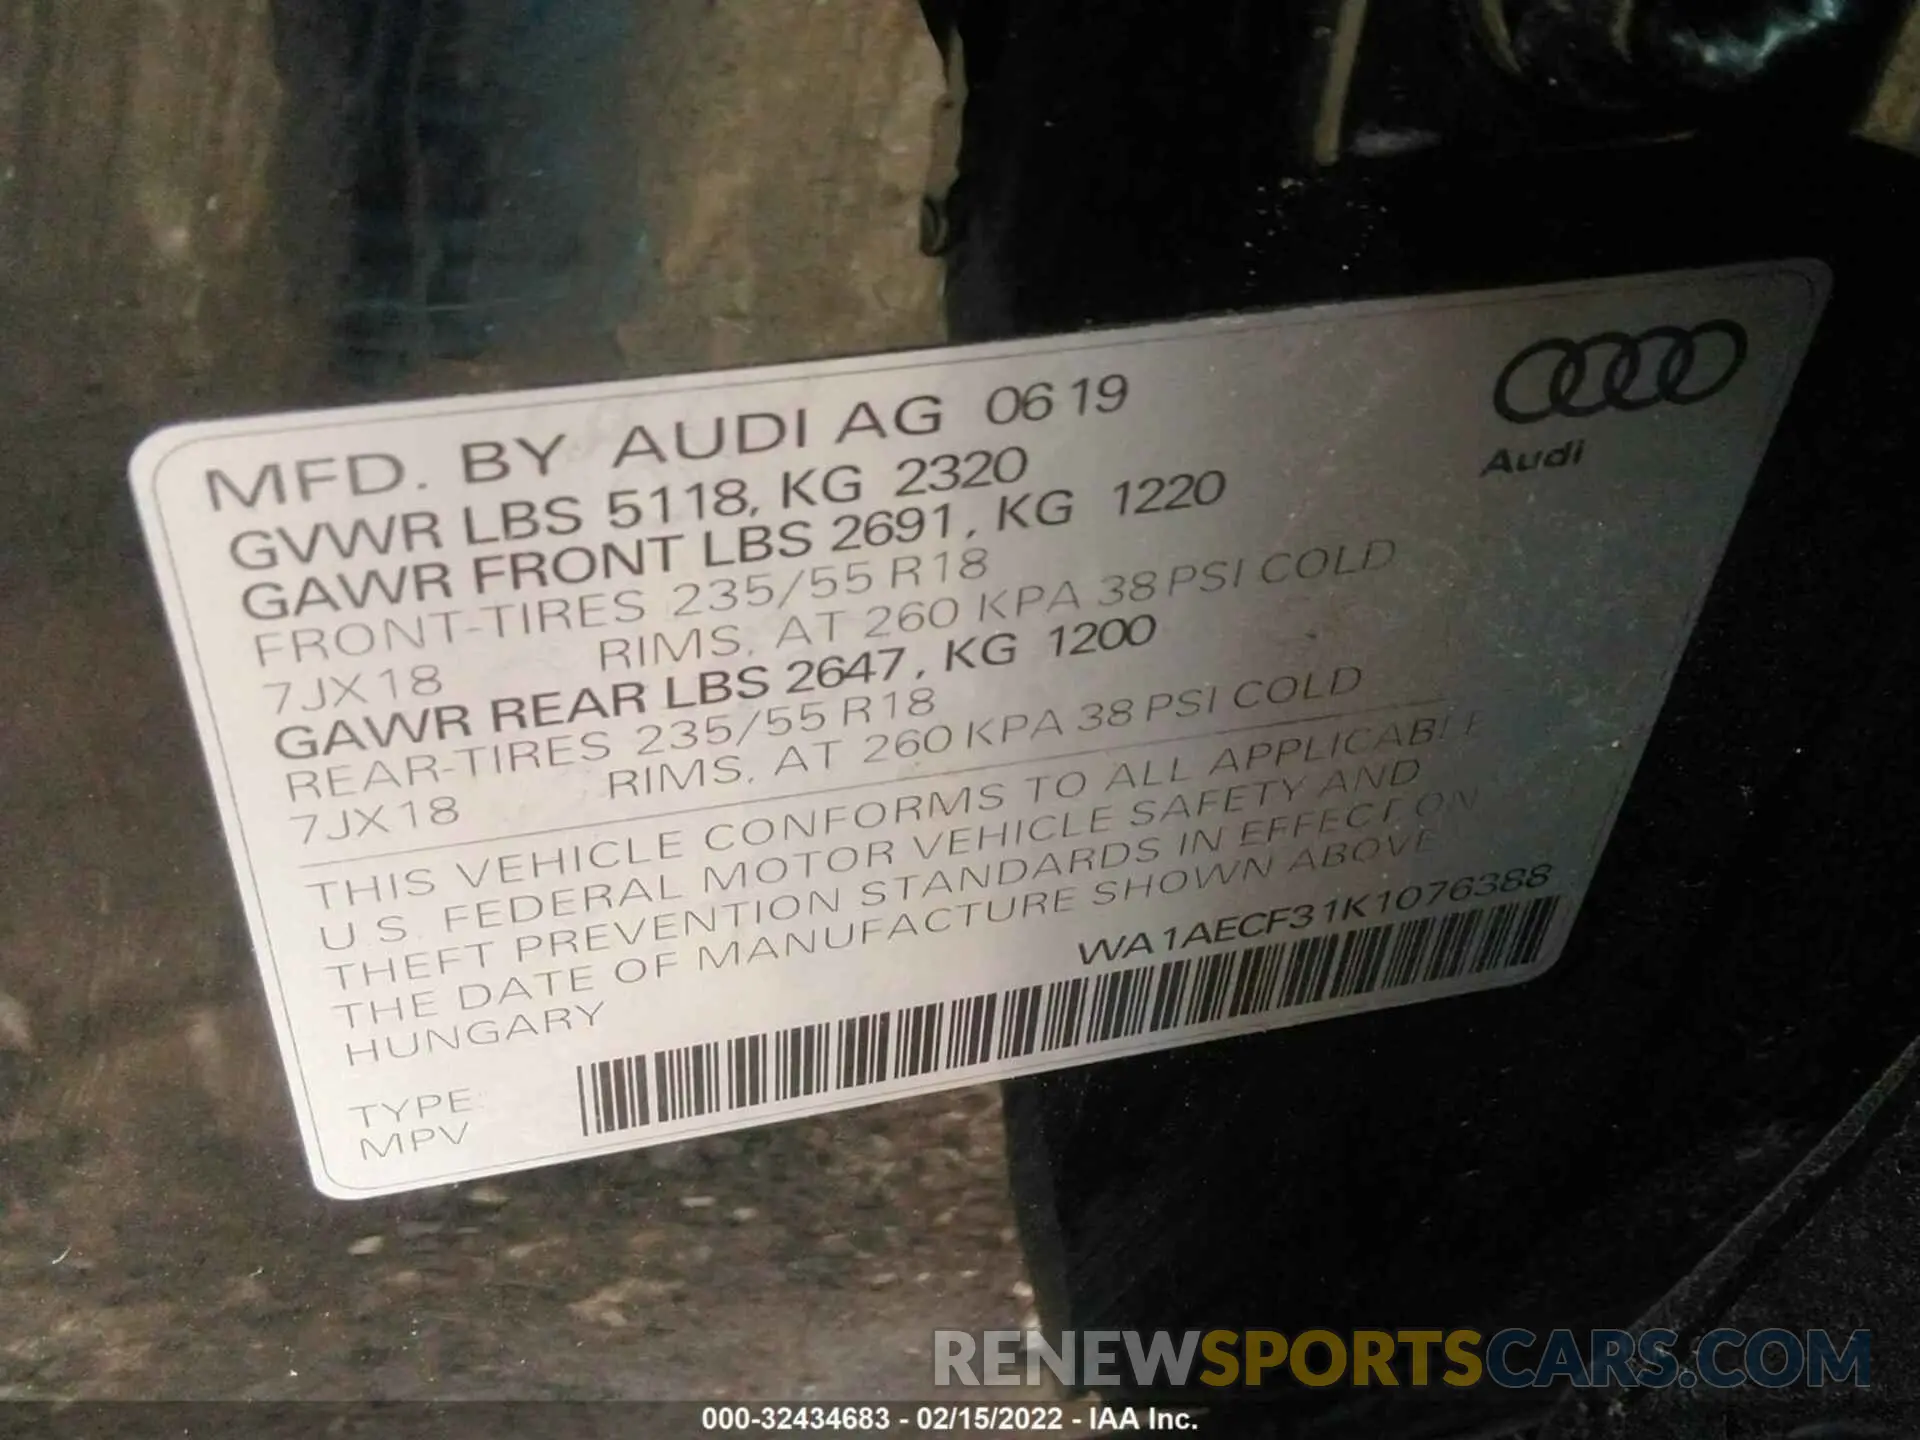 MFD. BY AUDI AG 06 19
GVWR LBS 5118, KG 2320
GAWR FRONT LBS 2691, KG 1220
FRONT-TIRES 235/55 R18
7JX18 RIMS, AT 260 KPA 38 PSI COLD
GAWR REAR LBS 2647, KG 1200
REAR-TIRES 235/55 R18
7JX18 RIMS, AT 260 KPA 38 PSI COLD
THIS VEHICLE CONFORMS TO ALL APPLICABLE
U.S. FEDERAL MOTOR VEHICLE SAFETY AND
THEFT PREVENTION STANDARDS IN EFFECT ON
THE DATE OF MANUFACTURE SHOWN ABOVE
HUNGARY
WA1AECF31K1076388
TYPE
MPV
Audi
RENEWSPORTSCARS.COM
000-32434683 - 02/15/2022 - IAA Inc.